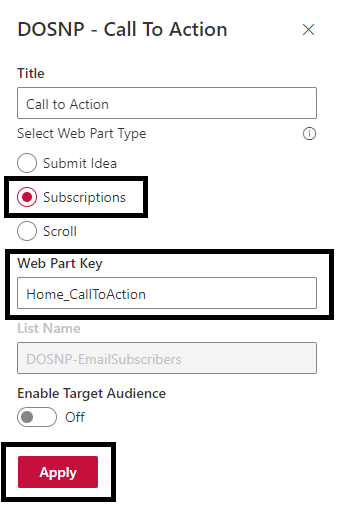 DOSNP - Call To Action
Title
Call to Action
Select Web Part Type
Submit Idea
Subscriptions
Scroll
Web Part Key
Home_CallToAction
List Name
DOSNP-EmailSubscribers
Enable Target Audience
Off
Apply